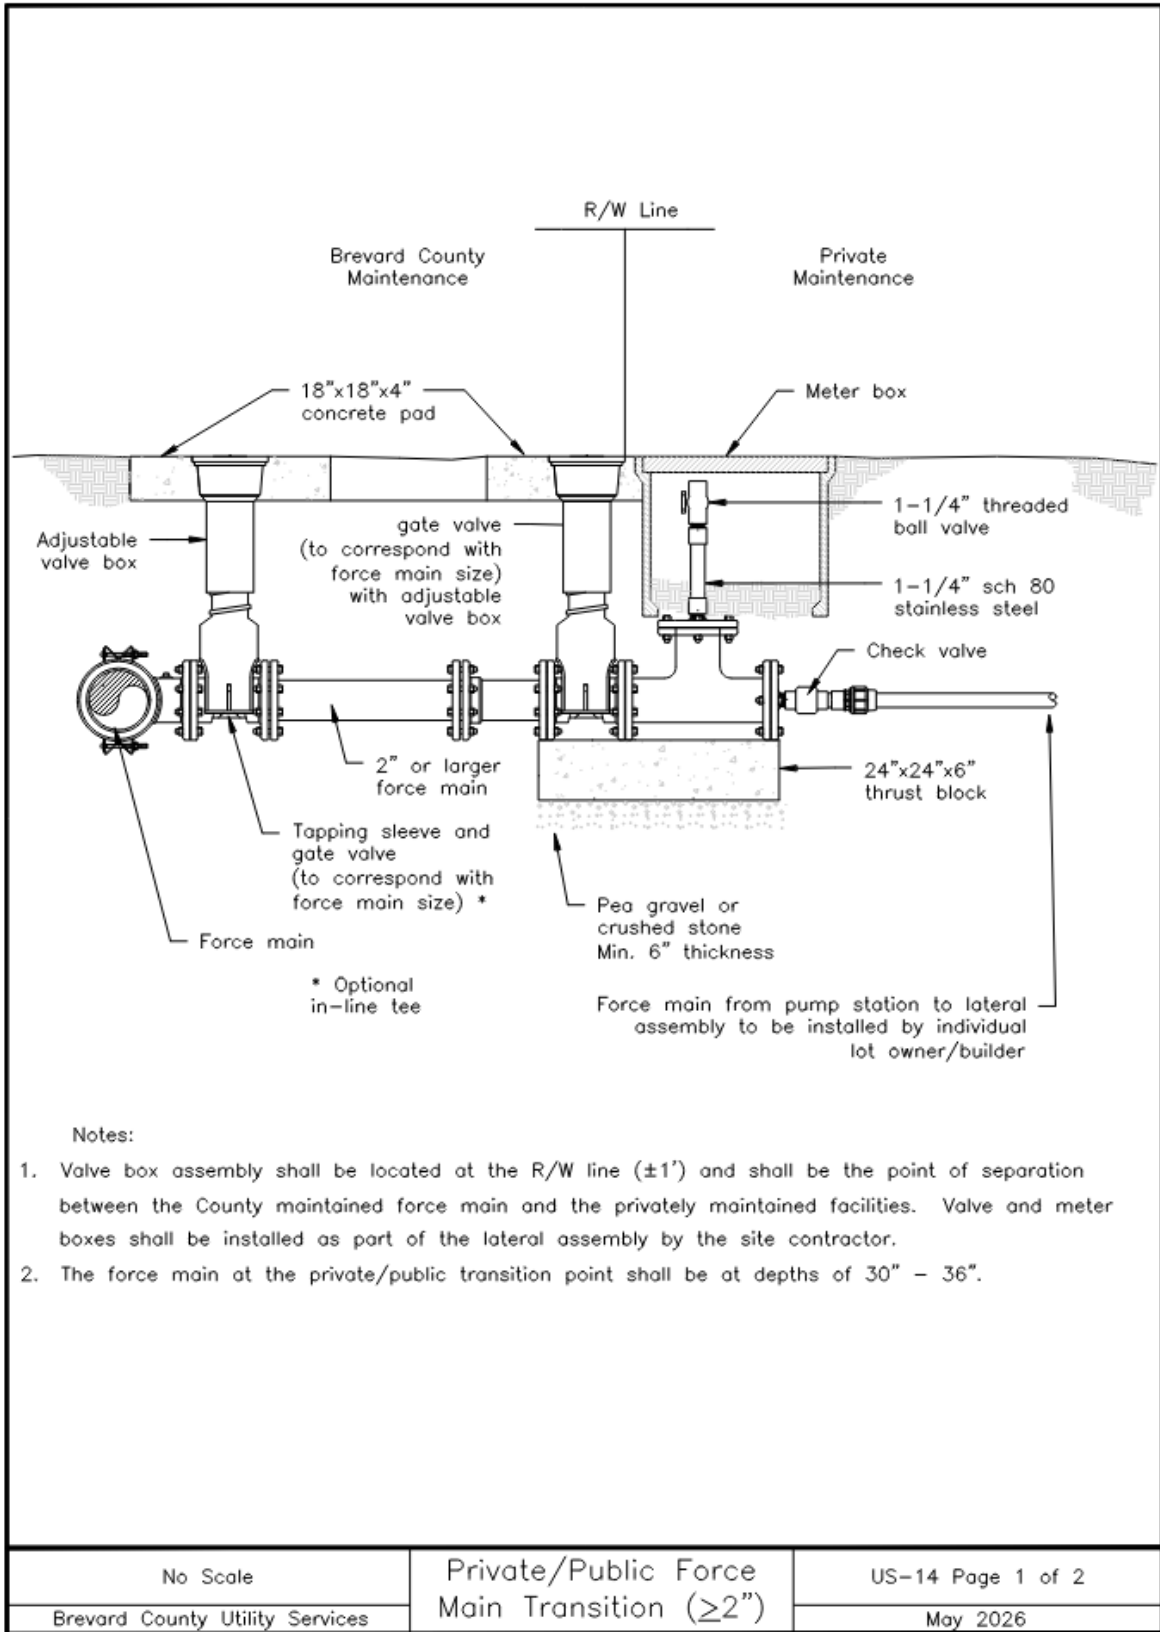 R/W Line
Brevard County
Maintenance
Private
Maintenance
18"x18"x4"
concrete pad
Meter box
Adjustable
valve box
gate valve
(to correspond with
force main size)
with adjustable
valve box
1-1/4" threaded
ball valve
1-1/4" sch 80
stainless steel
Check valve
2" or larger
force main
24"x24"x6"
thrust block
Tapping sleeve and
gate valve
(to correspond with
force main size) *
Force main
* Optional
in-line tee
Pea gravel or
crushed stone
Min. 6" thickness
Force main from pump station to lateral
assembly to be installed by individual
lot owner/builder
Notes:
1. Valve box assembly shall be located at the R/W line (±1') and shall be the point of separation
between the County maintained force main and the privately maintained facilities. Valve and meter
boxes shall be installed as part of the lateral assembly by the site contractor.
2. The force main at the private/public transition point shall be at depths of 30" - 36".
No Scale
Brevard County Utility Services
Private/Public Force
Main Transition (≥2")
US-14 Page 1 of 2
May 2026